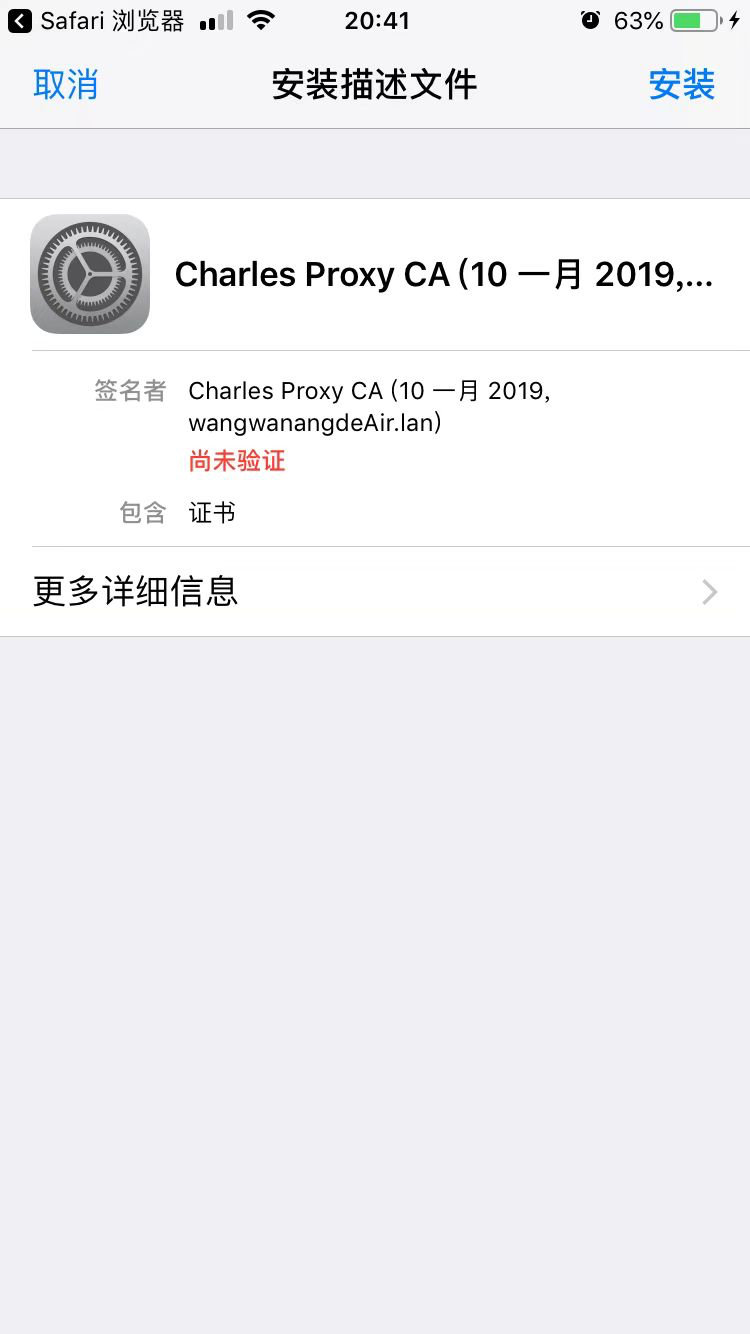 Safari 浏览器 20:41 63%
取消 安装描述文件 安装
Charles Proxy CA (10 一月 2019,...
签名者 Charles Proxy CA (10 一月 2019,
wangwanangdeAir.lan)
尚未验证
包含 证书
更多详细信息